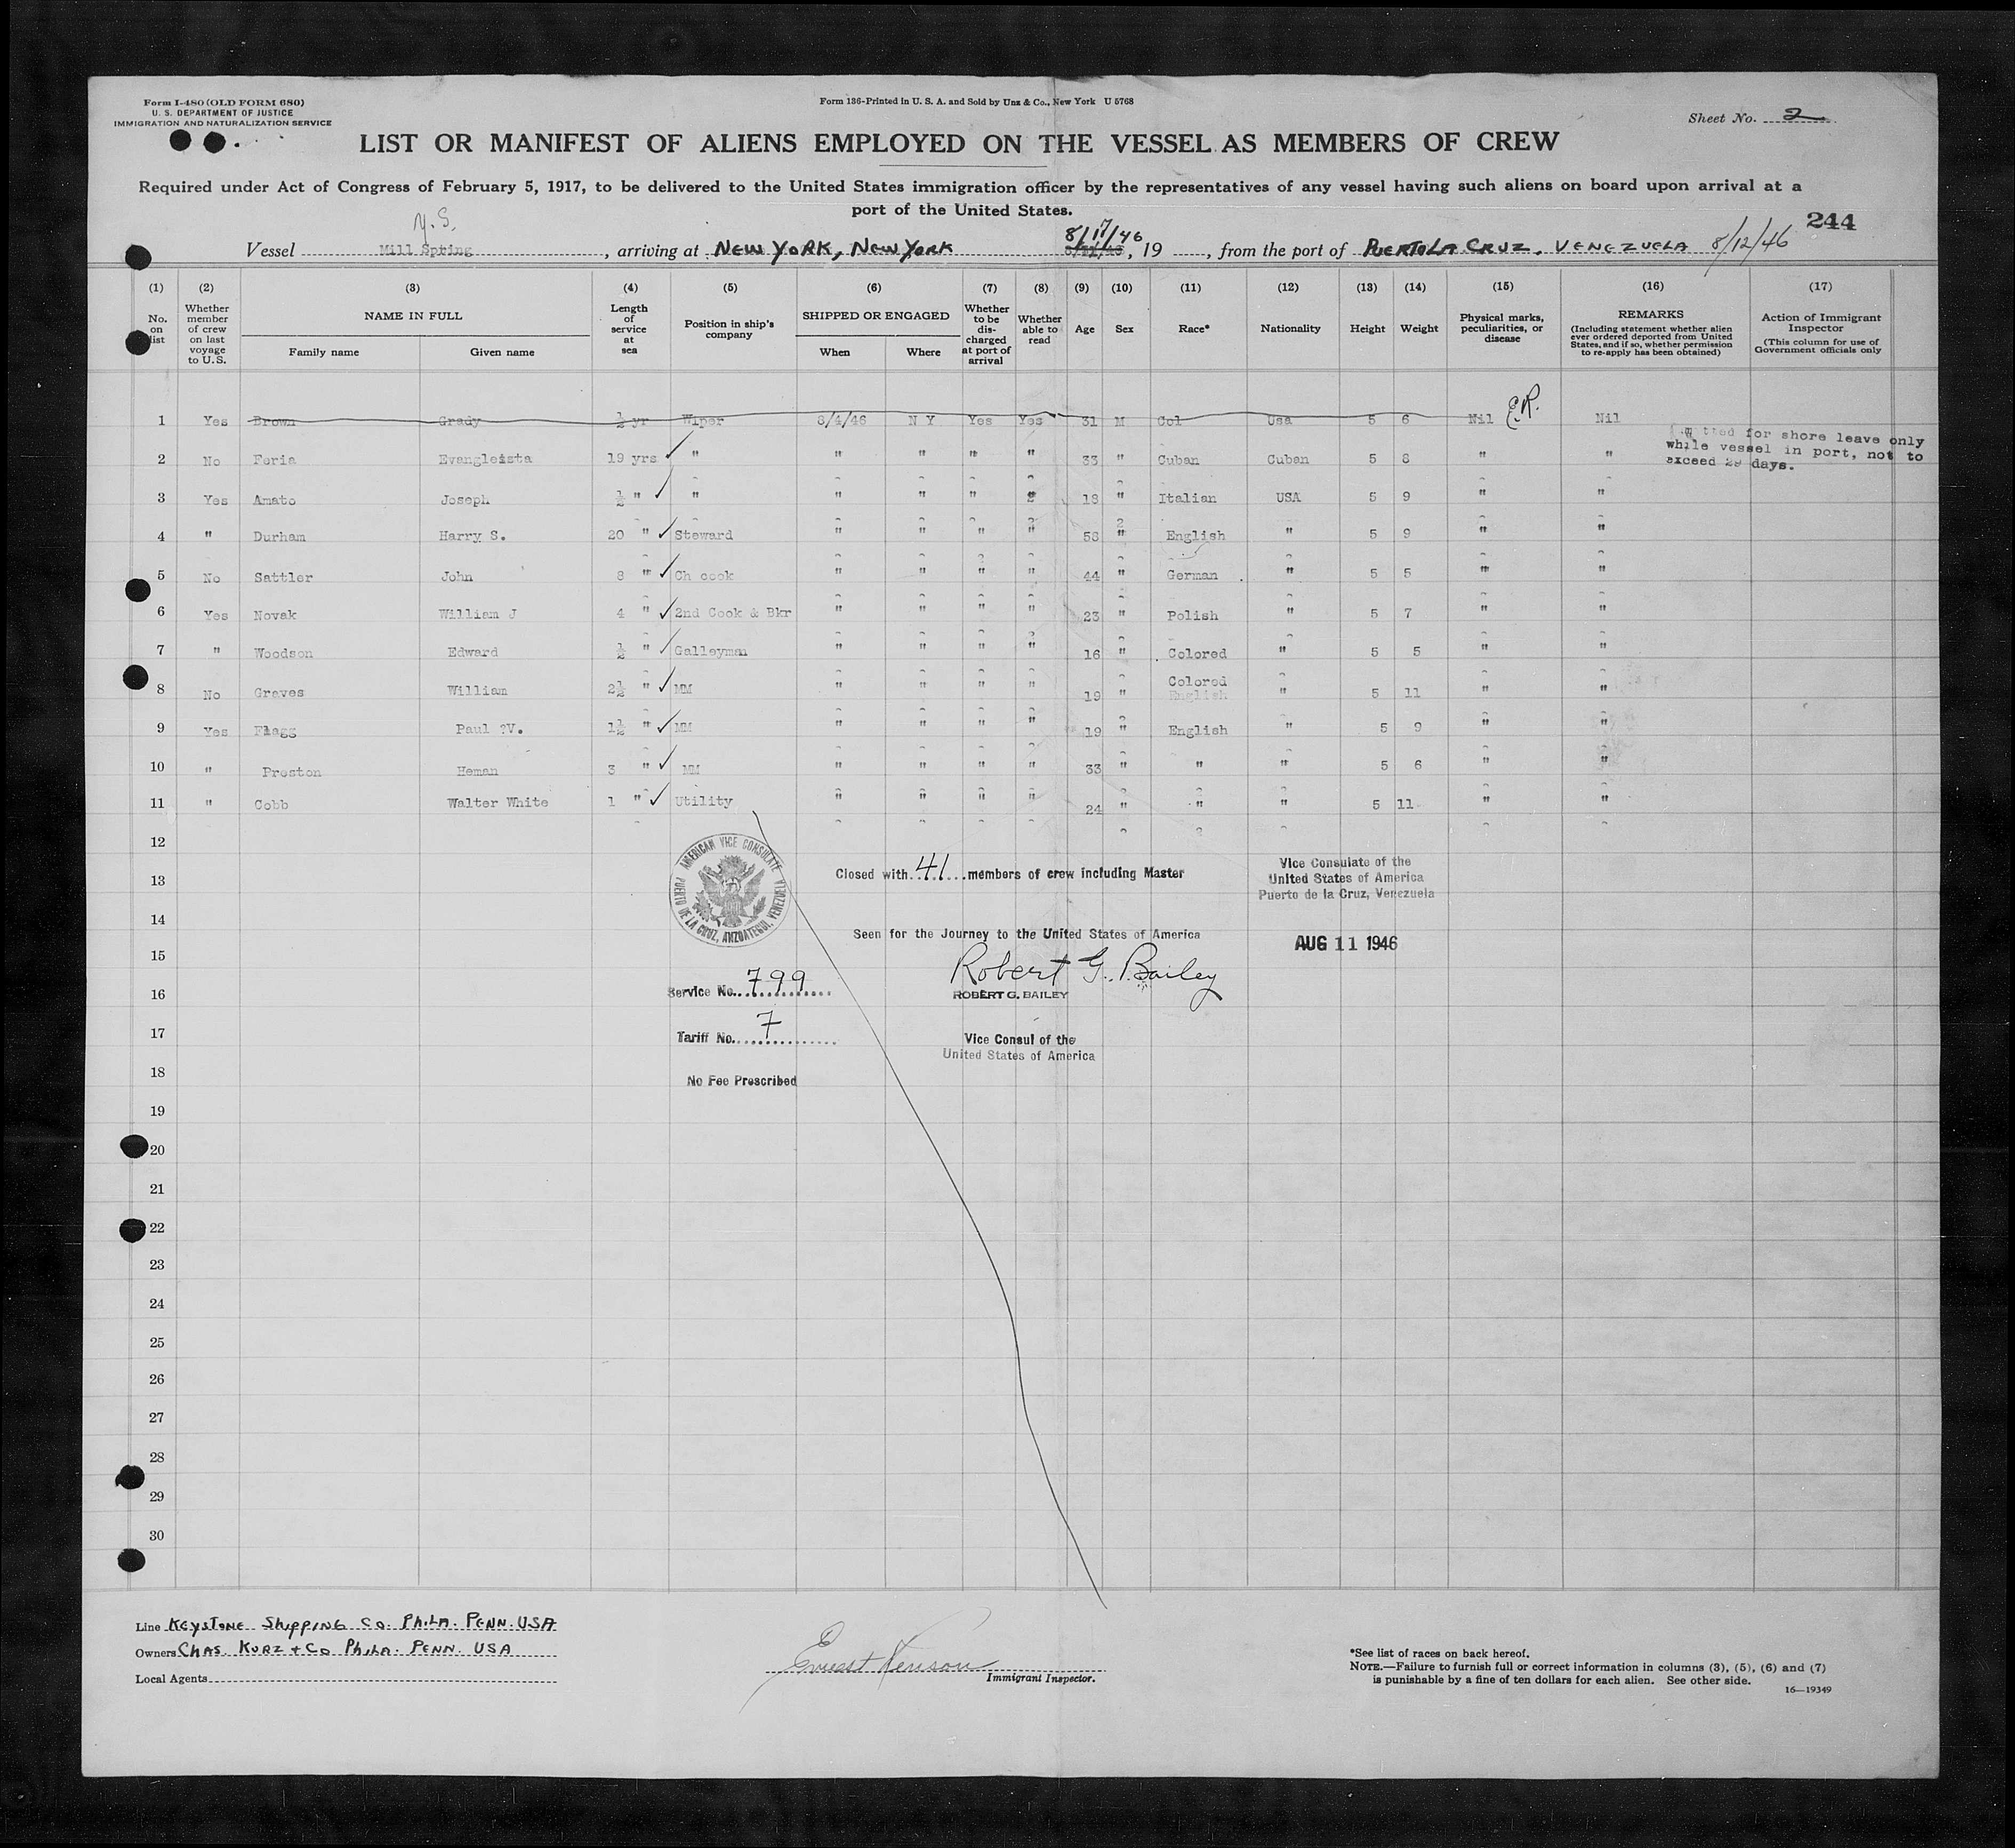 Form I-480 (OLD FORM 680)
U. S. DEPARTMENT OF JUSTICE
IMMIGRATION AND NATURALIZATION SERVICE
Form 136-Printed in U. S. A. and Sold by Unz & Co., New York U 5768
Sheet No. 2
LIST OR MANIFEST OF ALIENS EMPLOYED ON THE VESSEL AS MEMBERS OF CREW
Required under Act of Congress of February 5, 1917, to be delivered to the United States immigration officer by the representatives of any vessel having such aliens on board upon arrival at a
port of the United States.
244
Vessel Mill Spring, arriving at NEW YORK, NEW YORK 8/17/46, 19, from the port of PUERTO LA CRUZ, VENEZUELA 8/12/46
(1) (2) (3) (4) (5) (6) (7) (8) (9) (10) (11) (12) (13) (14) (15) (16) (17)
No. on list
Whether member of crew on last voyage to U.S.
NAME IN FULL
Family name Given name
Length of service at sea
Position in ship's company
SHIPPED OR ENGAGED
When Where
Whether to be discharged at port of arrival
Whether able to read
Age Sex Race* Nationality Height Weight
Physical marks, peculiarities, or disease
REMARKS
(Including statement whether alien ever ordered deported from United States, and if so, whether permission to re-apply has been obtained)
Action of Immigrant Inspector
(This column for use of Government officials only
1 Yes Brown Grady ½ yr Wiper 8/4/46 N Y Yes Yes 31 M Col Usa 5 6 Nil E.R. Nil
2 No Feria Evangleista 19 yrs " " " " " 33 " Cuban Cuban 5 8 " "
for shore leave only
while vessel in port, not to
exceed 29 days.
3 Yes Amato Joseph ½ " " " " " " 18 " Italian USA 5 9 " "
4 " Durham Harry S. 20 " Steward " " " " 58 " English " 5 9 " "
5 No Sattler John 8 " Ch cook " " " " 44 " German " 5 5 " "
6 Yes Novak William J 4 " 2nd Cook & Bkr " " " " 23 " Polish " 5 7 " "
7 " Woodson Edward ½ " Galleyman " " " " 16 " Colored " 5 5 " "
8 No Graves William 2½ " MM " " " " 19 " Colored English " 5 11 " "
9 Yes Flagg Paul ?V. 1½ " MM " " " " 19 " English " 5 9 " "
10 " Preston Heman 3 " MM " " " " 33 " " " 5 6 " "
11 " Cobb Walter White 1 " Utility " " " " 24 " " " 5 11 " "
12
13
14
15
16
17
18
19
20
21
22
23
24
25
26
27
28
29
30
AMERICAN VICE CONSULATE
PUERTO DE LA CRUZ, ANZOATEGUI, VENEZUELA
Closed with 41 members of crew including Master
Vice Consulate of the
United States of America
Puerto de la Cruz, Venezuela
Seen for the Journey to the United States of America
AUG 11 1946
Robert G. Bailey
Service No. 799
ROBERT G. BAILEY
Tariff No. 7
Vice Consul of the
United States of America
No Fee Prescribed
Line KEYSTONE SHIPPING CO. PHILA. PENN. USA
Owners CHAS. KURZ + CO PHILA. PENN. USA
Local Agents
Immigrant Inspector.
*See list of races on back hereof.
NOTE.—Failure to furnish full or correct information in columns (3), (5), (6) and (7)
is punishable by a fine of ten dollars for each alien. See other side.
16—19349